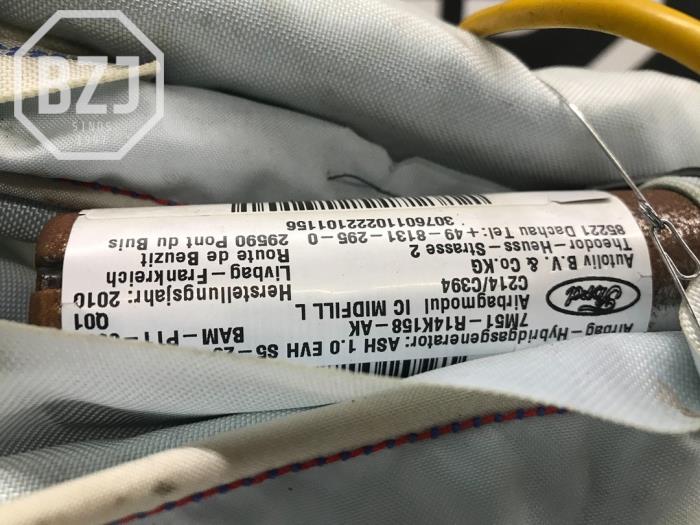 BZJ
Airbag-Hybridgasgenerator: ASH 1.0 EVH S5-
7M51-R14K158-AK
BAM-PT1-
Airbagmodul IC MIDFILL L
Q01
C214/C394
Herstellungsjahr: 2010
Ford
Autoliv B.V. & Co.KG
Livbag-Frankreich
Theodor-Heuss-Strasse 2
Route de Beuzit
85221 Dachau Tel:+49-8131-295-0
29590 Pont du Buis
30760110222101156